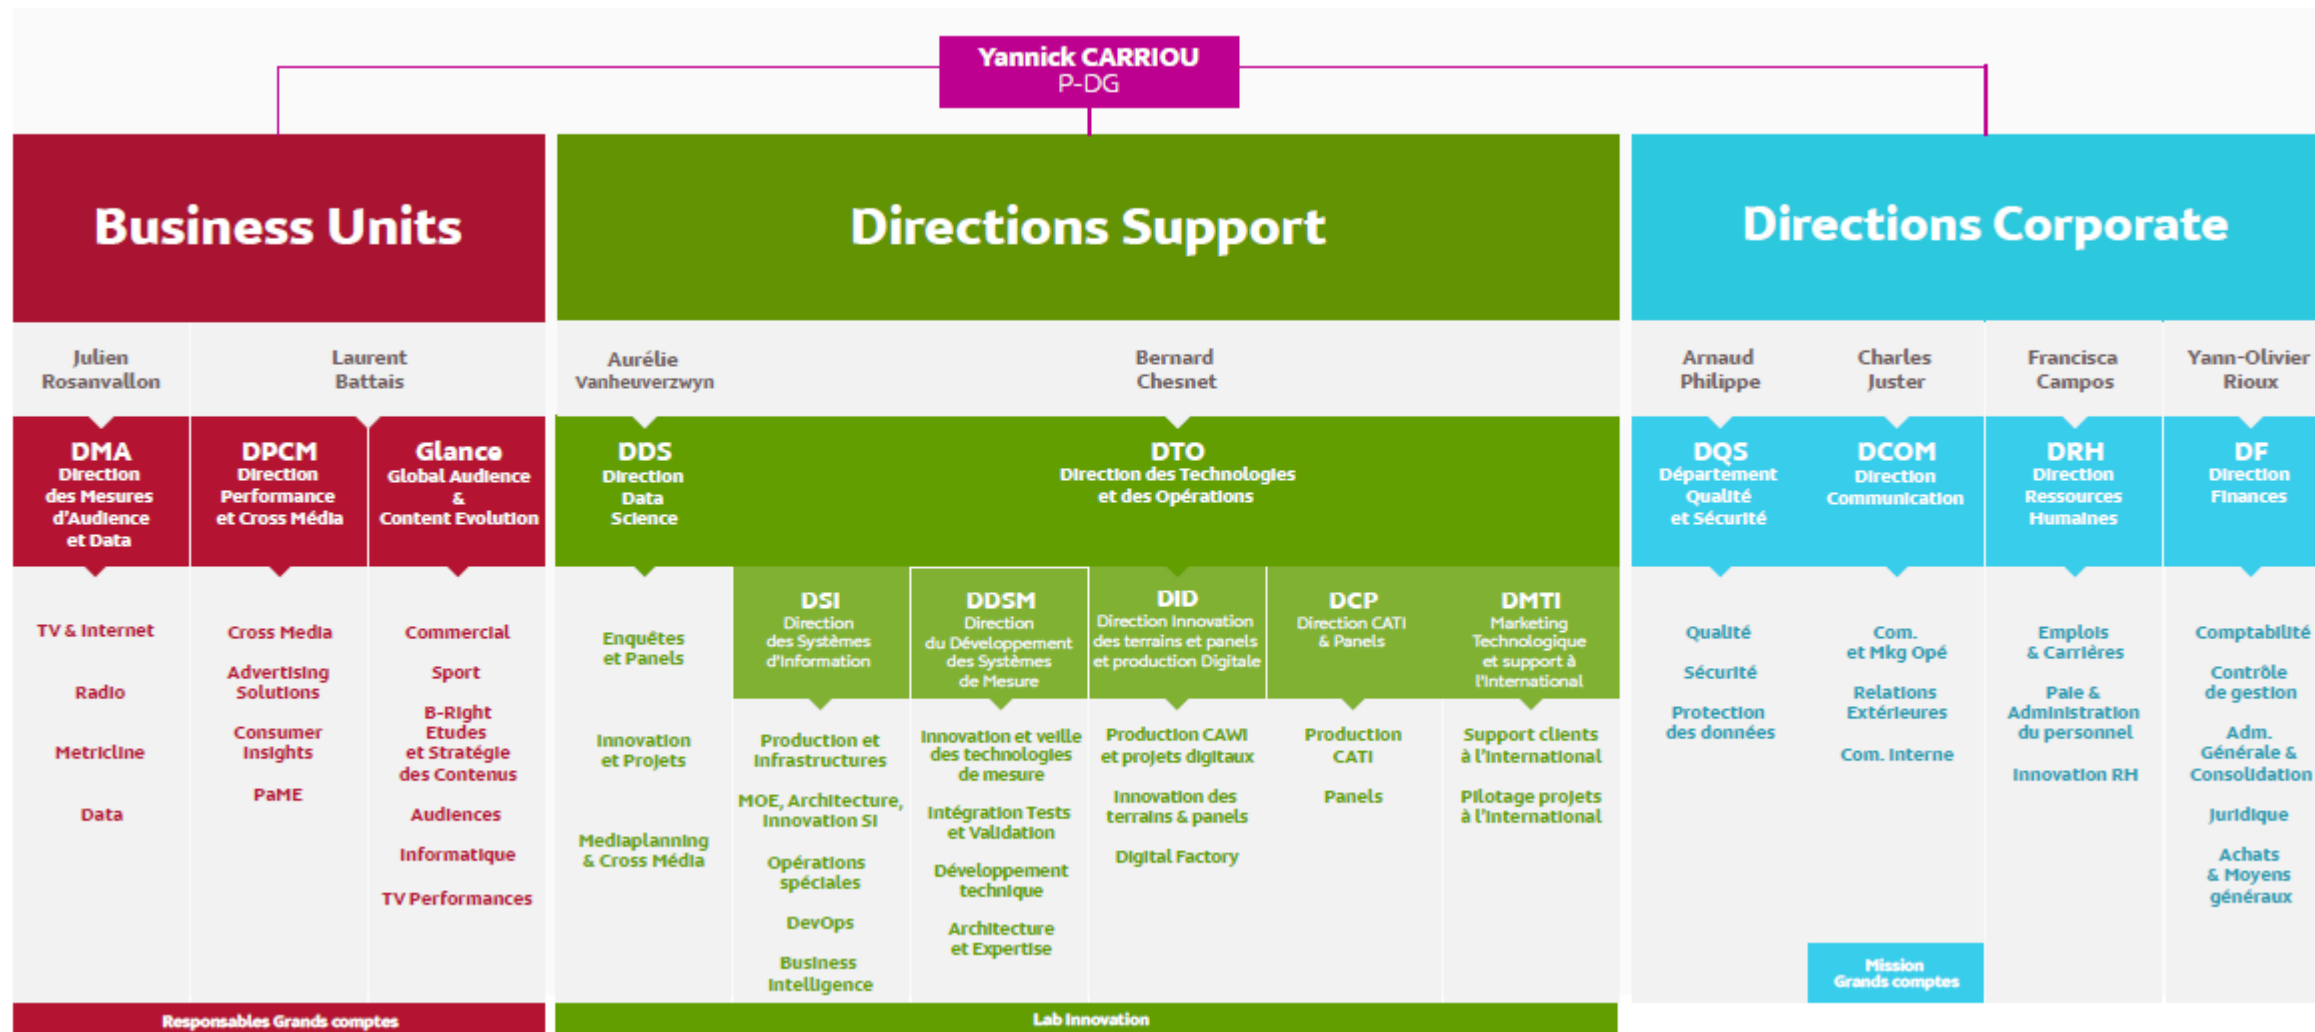 Yannick CARRIOU
P-DG
Business Units
Directions Support
Directions Corporate
Julien
Rosanvallon
Laurent
Battais
Aurélie
Vanheuverzwyn
Bernard
Chesnet
Arnaud
Philippe
Charles
Juster
Francisca
Campos
Yann-Olivier
Rioux
DMA
Direction
des Mesures
d'Audience
et Data
DPCM
Direction
Performance
et Cross Média
Glance
Global Audience
&
Content Evolution
DDS
Direction
Data
Science
DTO
Direction des Technologies
et des Opérations
DQS
Département
Qualité
et Sécurité
DCOM
Direction
Communication
DRH
Direction
Ressources
Humaines
DF
Direction
Finances
TV & Internet
Radio
Metricline
Data
Cross Media
Advertising
Solutions
Consumer
Insights
PaME
Commercial
Sport
B-Right
Etudes
et Stratégie
des Contenus
Audiences
Informatique
TV Performances
Enquêtes
et Panels
Innovation
et Projets
Mediaplanning
& Cross Média
DSI
Direction
des Systèmes
d'Information
Production et
Infrastructures
MOE, Architecture,
Innovation SI
Opérations
spéciales
DevOps
Business
Intelligence
DDSM
Direction
du Développement
des Systèmes
de Mesure
Innovation et veille
des technologies
de mesure
Intégration Tests
et Validation
Développement
technique
Architecture
et Expertise
DID
Direction Innovation
des terrains et panels
et production Digitale
Production CAWI
et projets digitaux
Innovation des
terrains & panels
Digital Factory
DCP
Direction CATI
& Panels
Production
CATI
Panels
DMTI
Marketing
Technologique
et support à
l'International
Support clients
à l'International
Pilotage projets
à l'International
Qualité
Sécurité
Protection
des données
Com.
et Mkg Opé
Relations
Extérieures
Com. Interne
Mission
Grands comptes
Emplois
& Carrières
Paie &
Administration
du personnel
Innovation RH
Comptabilité
Contrôle
de gestion
Adm.
Générale &
Consolidation
Juridique
Achats
& Moyens
généraux
Responsables Grands comptes
Lab Innovation